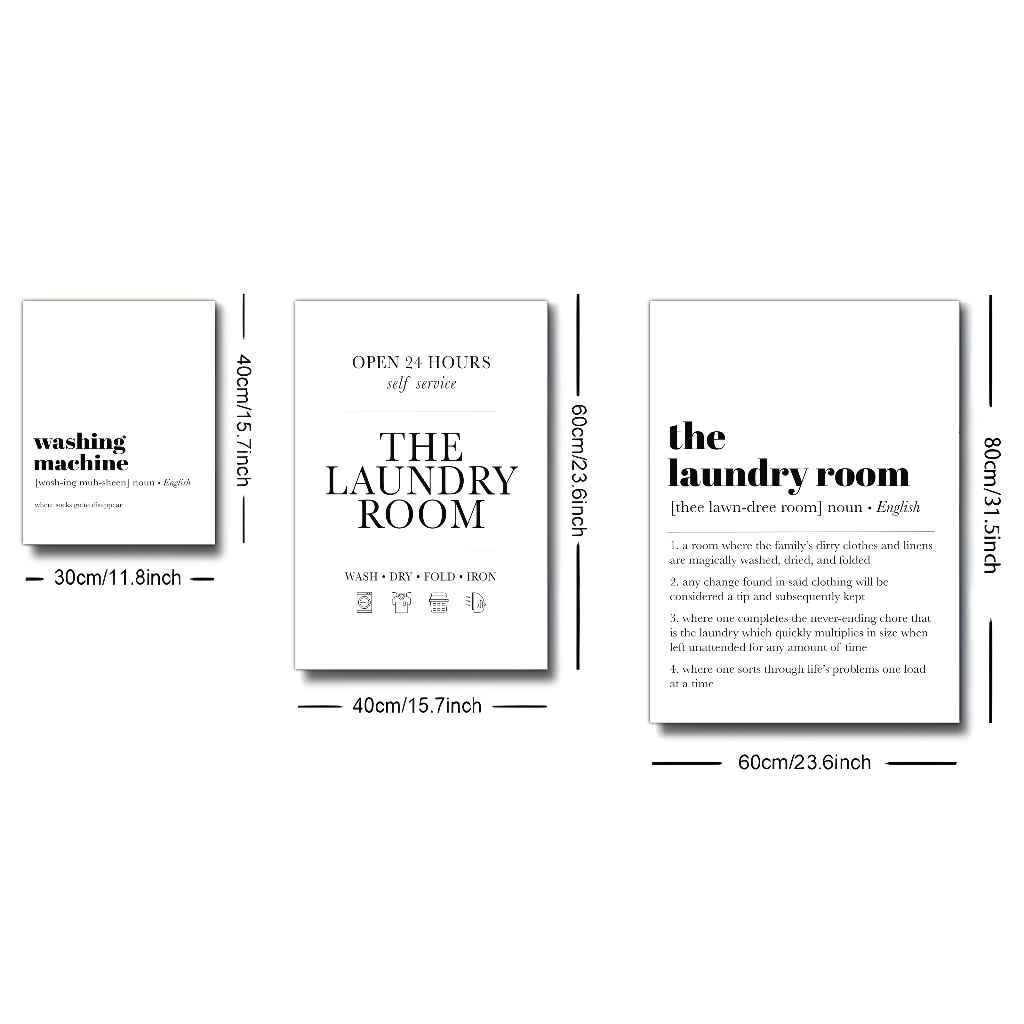 washing
machine
[wosh-ing muh-sheen] noun • English
where socks go to disappear
40cm/15.7inch
30cm/11.8inch
OPEN 24 HOURS
self service
THE
LAUNDRY
ROOM
WASH • DRY • FOLD • IRON
60cm/23.6inch
40cm/15.7inch
the
laundry room
[thee lawn-dree room] noun • English
1. a room where the family's dirty clothes and linens
are magically washed, dried, and folded
2. any change found in said clothing will be
considered a tip and subsequently kept
3. where one completes the never-ending chore that
is the laundry which quickly multiplies in size when
left unattended for any amount of time
4. where one sorts through life's problems one load
at a time
80cm/31.5inch
60cm/23.6inch